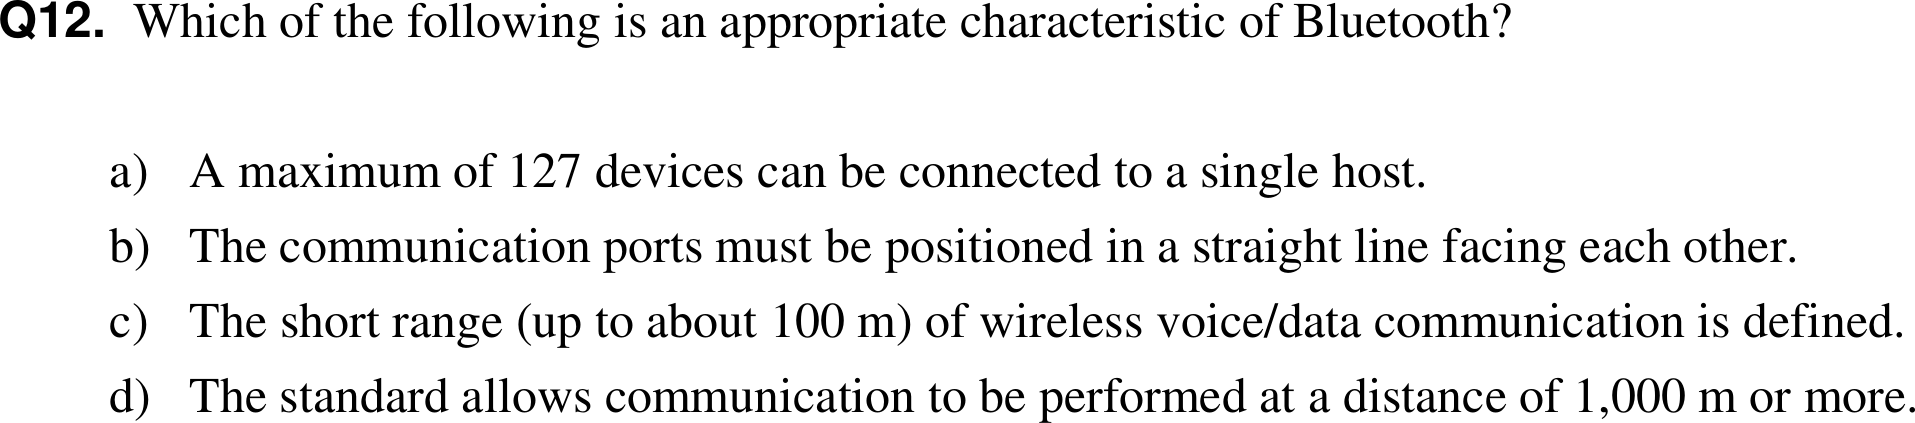 Q12. Which of the following is an appropriate characteristic of Bluetooth?
a) A maximum of 127 devices can be connected to a single host.
b) The communication ports must be positioned in a straight line facing each other.
c) The short range (up to about 100 m) of wireless voice/data communication is defined.
d) The standard allows communication to be performed at a distance of 1,000 m or more.